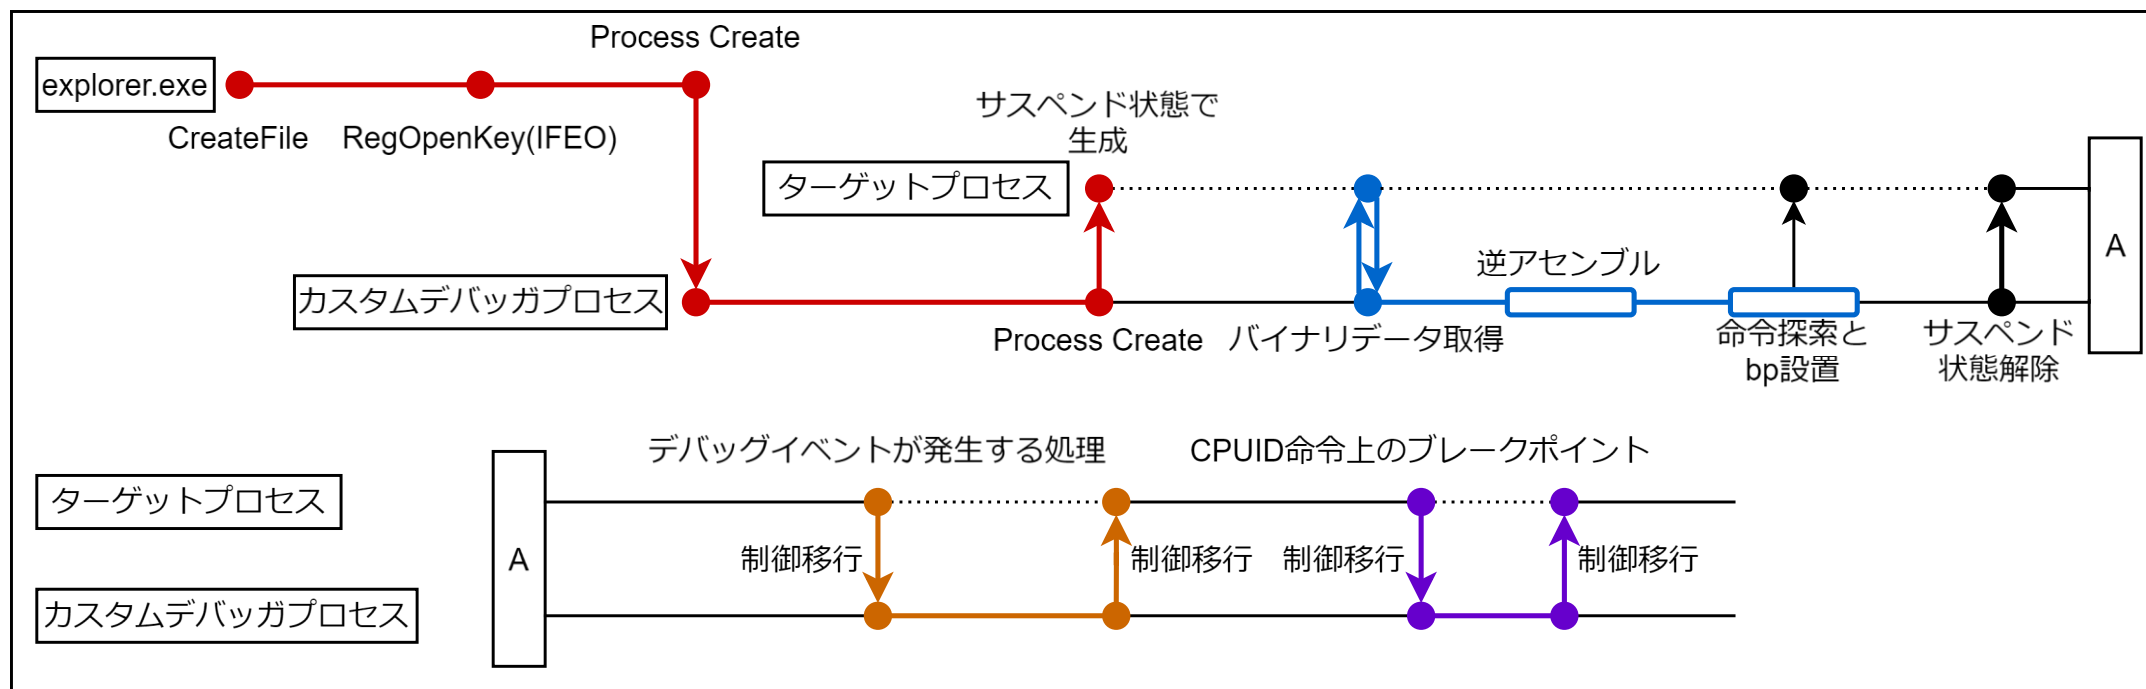 Process Create
explorer.exe
CreateFile
RegOpenKey(IFEO)
サスペンド状態で
生成
ターゲットプロセス
カスタムデバッガプロセス
Process Create
バイナリデータ取得
逆アセンブル
命令探索と
bp設置
サスペンド
状態解除
A
デバッグイベントが発生する処理
CPUID命令上のブレークポイント
ターゲットプロセス
A
制御移行
制御移行
制御移行
制御移行
カスタムデバッガプロセス